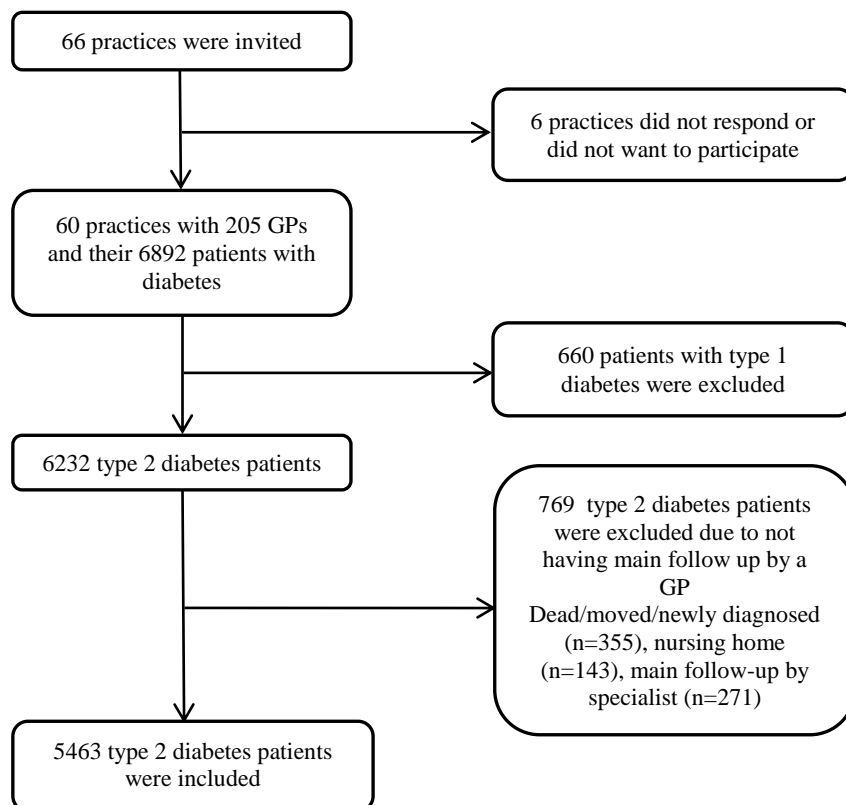 66 practices were invited
6 practices did not respond or
did not want to participate
60 practices with 205 GPs
and their 6892 patients with
diabetes
660 patients with type 1
diabetes were excluded
6232 type 2 diabetes patients
769  type 2 diabetes patients
were excluded due to not
having main follow up by a
GP
Dead/moved/newly diagnosed
(n=355), nursing home
(n=143), main follow-up by
specialist (n=271)
5463 type 2 diabetes patients
were included